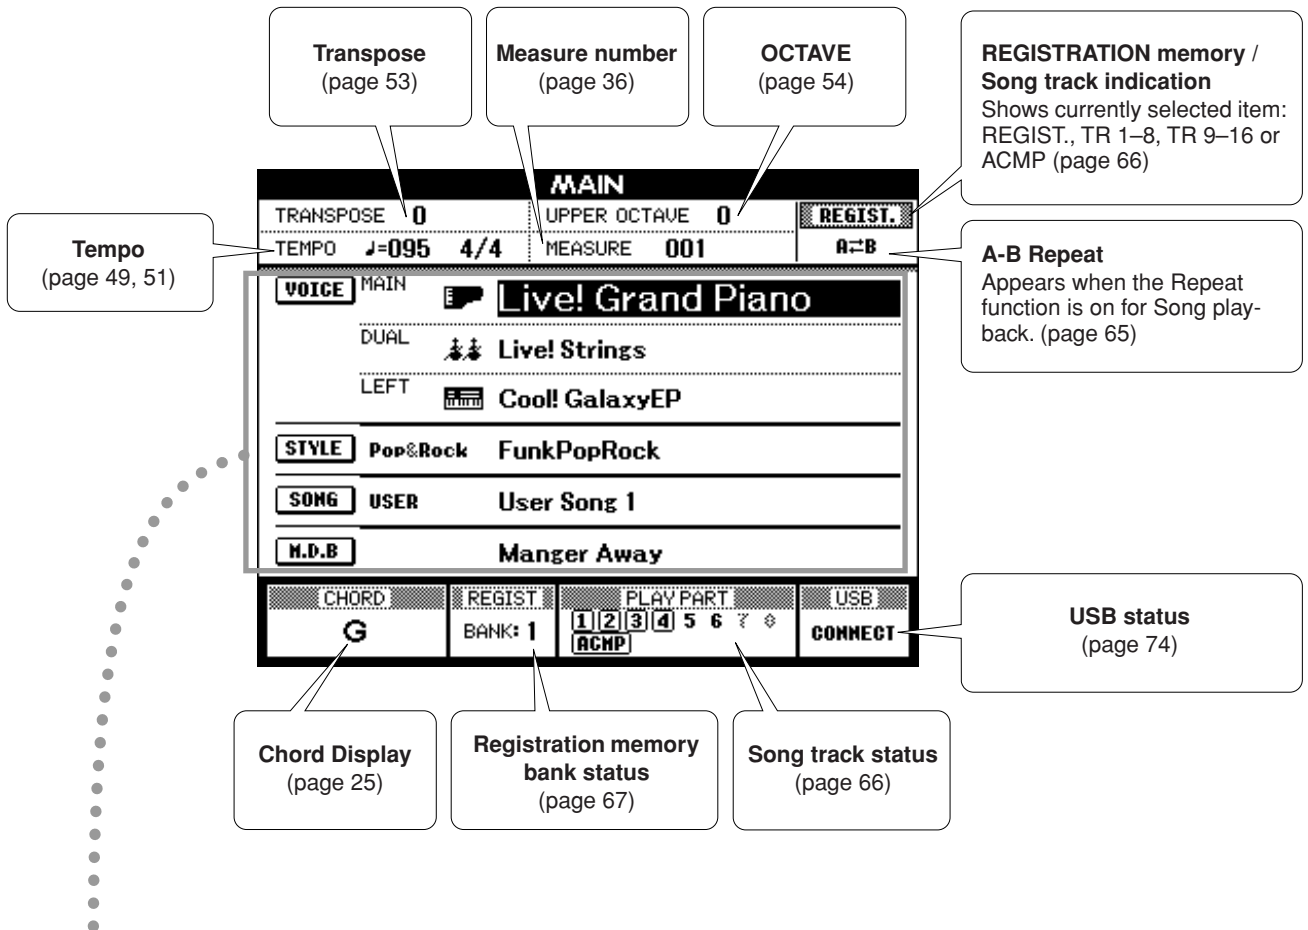 Transpose
(page 53)
Measure number
(page 36)
OCTAVE
(page 54)
REGISTRATION memory /
Song track indication
Shows currently selected item:
REGIST., TR 1–8, TR 9–16 or
ACMP (page 66)
Tempo
(page 49, 51)
A-B Repeat
Appears when the Repeat
function is on for Song play-
back. (page 65)
MAIN
TRANSPOSE 0 UPPER OCTAVE 0 REGIST.
TEMPO ♩=095 4/4 MEASURE 001 A⇄B
VOICE MAIN Live! Grand Piano
DUAL Live! Strings
LEFT Cool! GalaxyEP
STYLE Pop&Rock FunkPopRock
SONG USER User Song 1
M.D.B Manger Away
CHORD REGIST PLAY PART USB
G BANK: 1 1 2 3 4 5 6 7 8 CONNECT
ACMP
USB status
(page 74)
Chord Display
(page 25)
Registration memory
bank status
(page 67)
Song track status
(page 66)